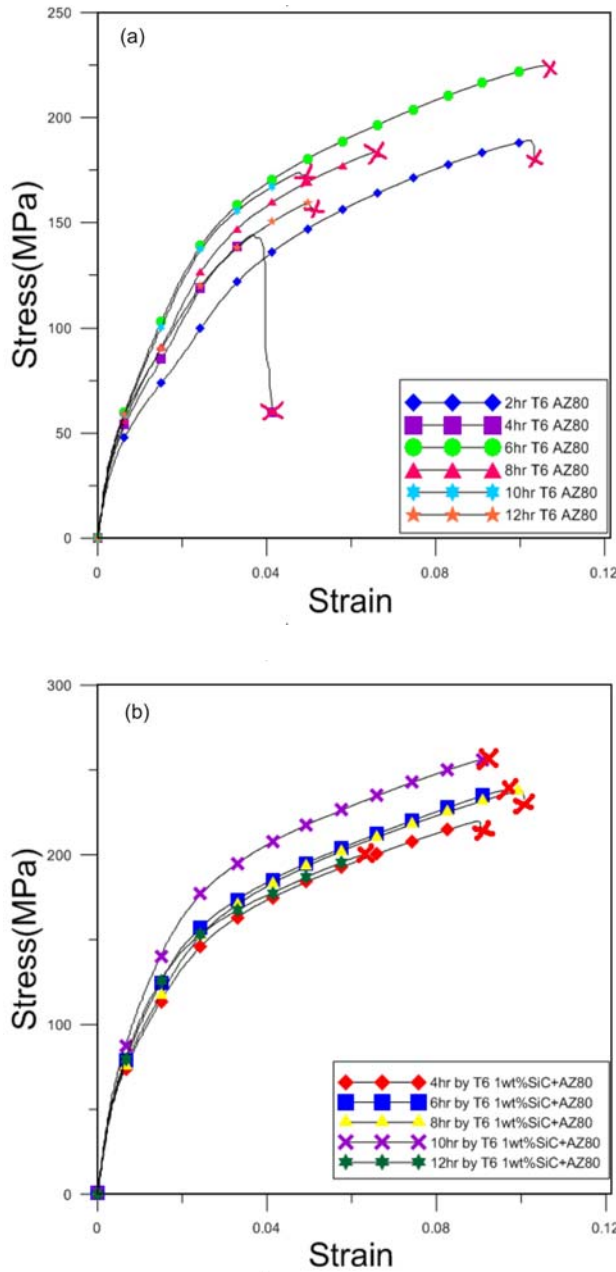 (a)
250
200
150
100
50
0
Stress(MPa)
2hr T6 AZ80
4hr T6 AZ80
6hr T6 AZ80
8hr T6 AZ80
10hr T6 AZ80
12hr T6 AZ80
0 0.04 0.08 0.12
Strain
(b)
300
200
100
0
Stress(MPa)
4hr by T6 1wt%SiC+AZ80
6hr by T6 1wt%SiC+AZ80
8hr by T6 1wt%SiC+AZ80
10hr by T6 1wt%SiC+AZ80
12hr by T6 1wt%SiC+AZ80
0 0.04 0.08 0.12
Strain